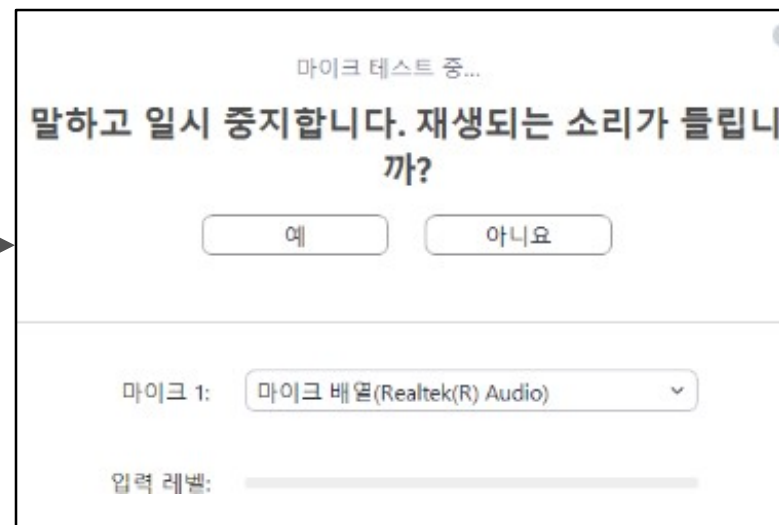 마이크 테스트 중...
말하고 일시 중지합니다. 재생되는 소리가 들립니
까?
예 아니요
마이크 1: 마이크 배열(Realtek(R) Audio)
입력 레벨: